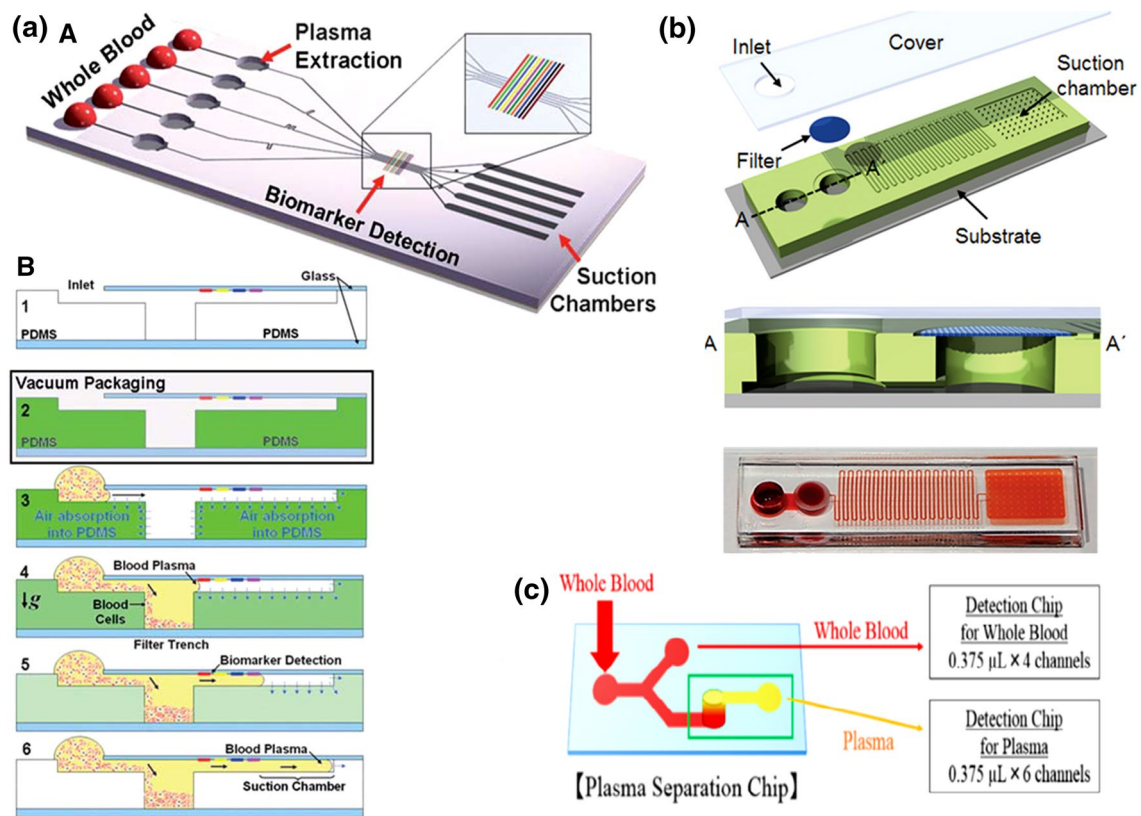 (a) A
Whole Blood
Plasma
Extraction
Biomarker Detection
Suction
Chambers
B
Inlet
Glass
1
PDMS
PDMS
Vacuum Packaging
2
PDMS
PDMS
3
Air absorption
into PDMS
Air absorption
into PDMS
4
Blood Plasma
↓g
Blood
Cells
Filter Trench
5
Biomarker Detection
6
Blood Plasma
Suction Chamber
(b)
Inlet
Cover
Suction
chamber
Filter
A
A´
Substrate
A
A´
(c)
Whole Blood
Whole Blood
Plasma
【Plasma Separation Chip】
Detection Chip
for Whole Blood
0.375 μL × 4 channels
Detection Chip
for Plasma
0.375 μL × 6 channels